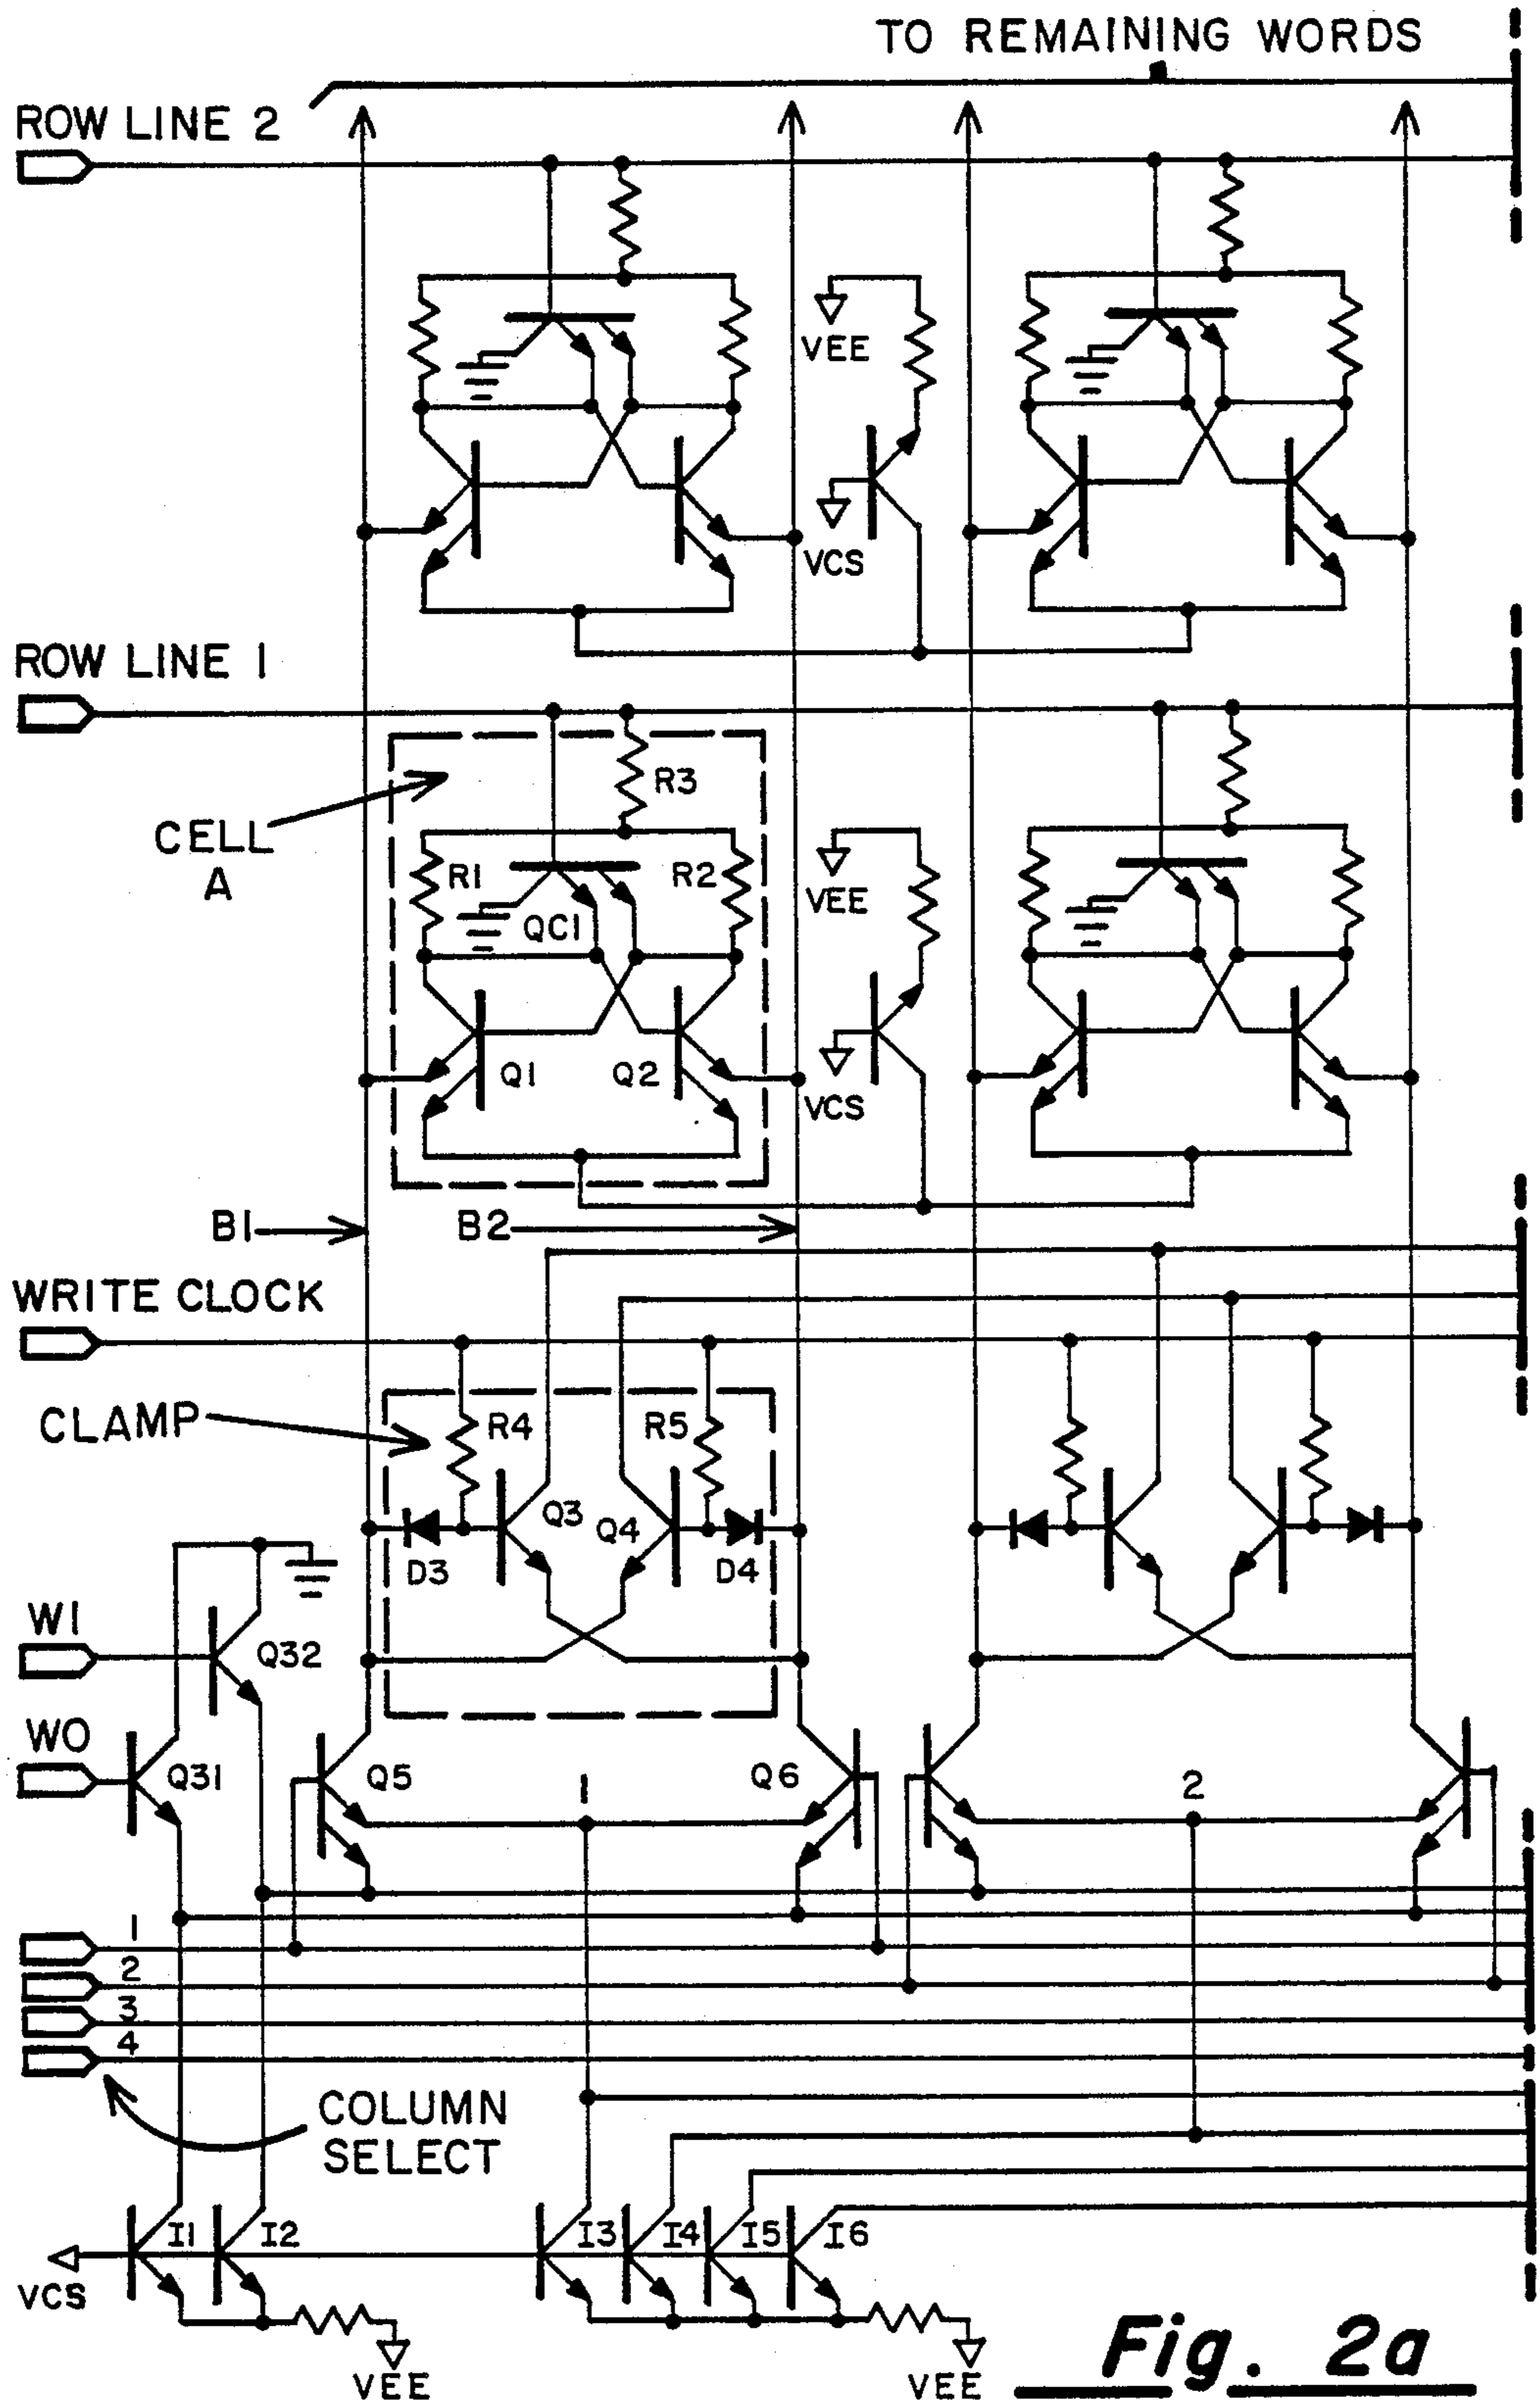 TO REMAINING WORDS
ROW LINE 2
VEE
VCS
ROW LINE 1
CELL
A
R3
R1
R2
QC1
VEE
Q1
Q2
VCS
B1
B2
WRITE CLOCK
CLAMP
R4
R5
Q3
Q4
D3
D4
W1
Q32
WO
Q31
Q5
1
Q6
2
1
2
3
4
COLUMN
SELECT
I1
I2
I3
I4
I5
I6
VCS
VEE
VEE
Fig. 2a